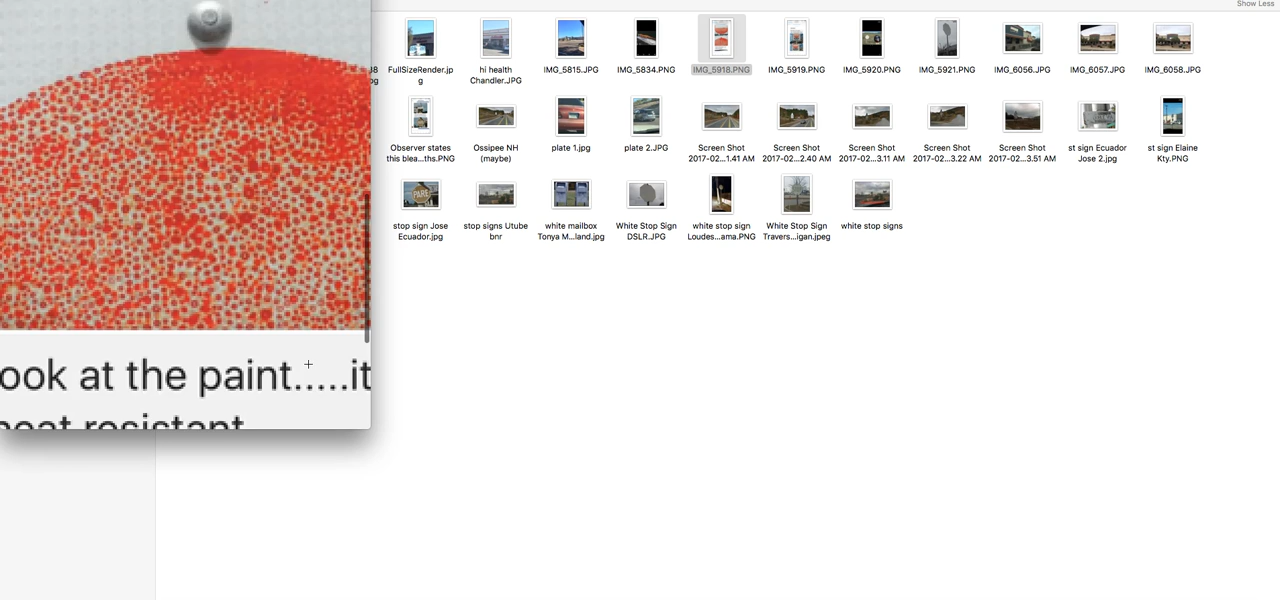 Show Less
FullSizeRender.jp
g
hi health
Chandler.JPG
IMG_5815.JPG
IMG_5834.PNG
IMG_5918.PNG
IMG_5919.PNG
IMG_5920.PNG
IMG_5921.PNG
IMG_6056.JPG
IMG_6057.JPG
IMG_6058.JPG
Observer states
this blea...ths.PNG
Ossipee NH
(maybe)
plate 1.jpg
plate 2.JPG
Screen Shot
2017-02...1.41 AM
Screen Shot
2017-02...2.40 AM
Screen Shot
2017-02...3.11 AM
Screen Shot
2017-02...3.22 AM
Screen Shot
2017-02...3.51 AM
st sign Ecuador
Jose 2.jpg
st sign Elaine
Kty.PNG
PARE
stop sign Jose
Ecuador.jpg
stop signs Utube
bnr
white mailbox
Tonya M...land.jpg
White Stop Sign
DSLR.JPG
white stop sign
Loudes...ama.PNG
White Stop Sign
Travers...igan.jpeg
white stop signs
ook at the paint.....it
heat resistant